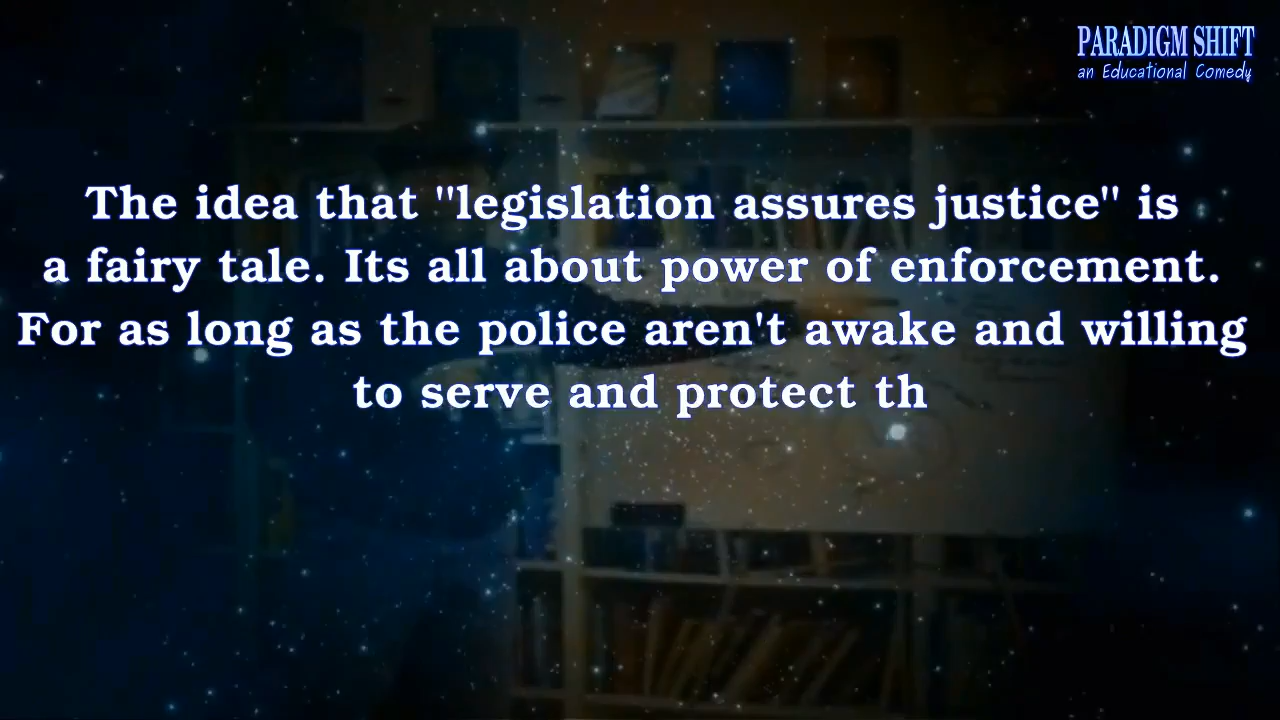 PARADIGM SHIFT
an Educational Comedy
The idea that "legislation assures justice" is
a fairy tale. Its all about power of enforcement.
For as long as the police aren't awake and willing
to serve and protect th